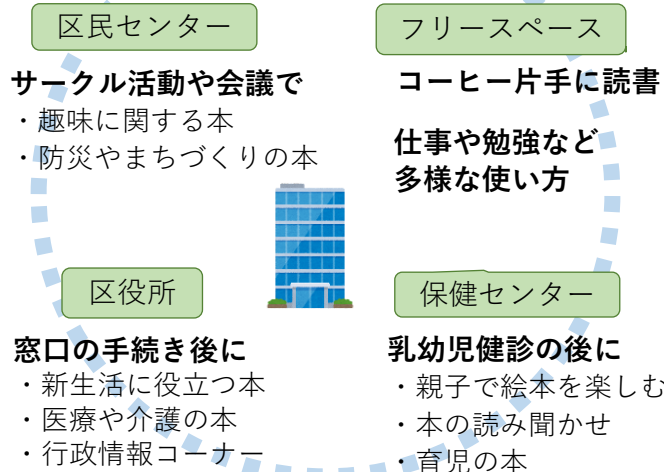 区民センター
サークル活動や会議で
・趣味に関する本
・防災やまちづくりの本
フリースペース
コーヒー片手に読書
仕事や勉強など
多様な使い方
区役所
窓口の手続き後に
・新生活に役立つ本
・医療や介護の本
・行政情報コーナー
保健センター
乳幼児健診の後に
・親子で絵本を楽しむ
・本の読み聞かせ
・育児の本